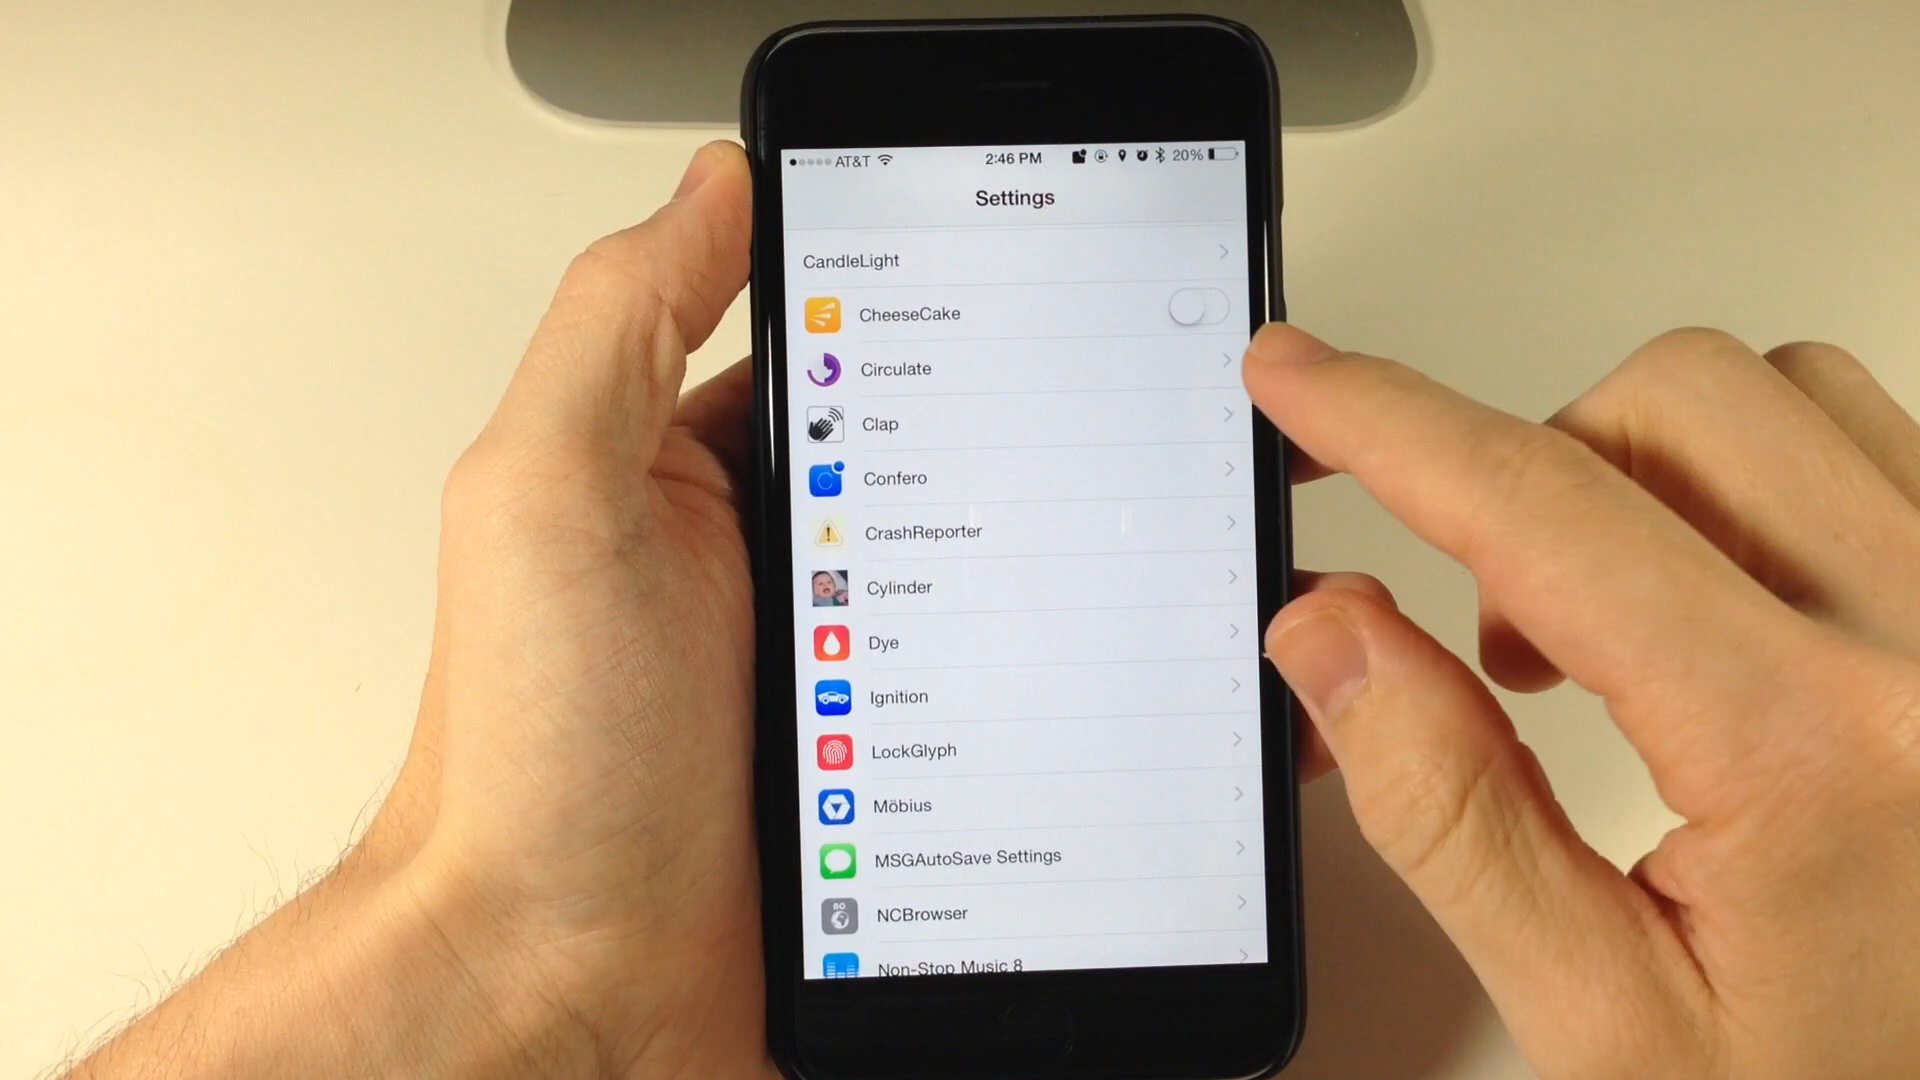 AT&T 2:46 PM 20%
Settings
CandleLight
CheeseCake
Circulate
Clap
Confero
CrashReporter
Cylinder
Dye
Ignition
LockGlyph
Möbius
MSGAutoSave Settings
NCBrowser
Non-Stop Music 8